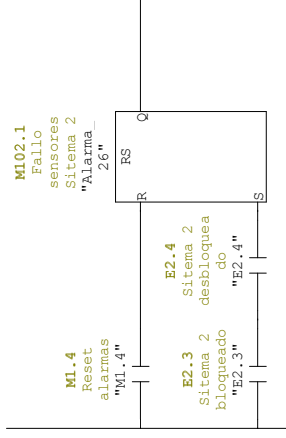 M102.1
Fallo
sensores
Sitema 2
"Alarma_
26"
M1.4
Reset
alarmas
"M1.4"
RS
R
Q
E2.3
Sitema 2
bloqueado
"E2.3"
E2.4
Sitema 2
desbloquea
do
"E2.4"
S